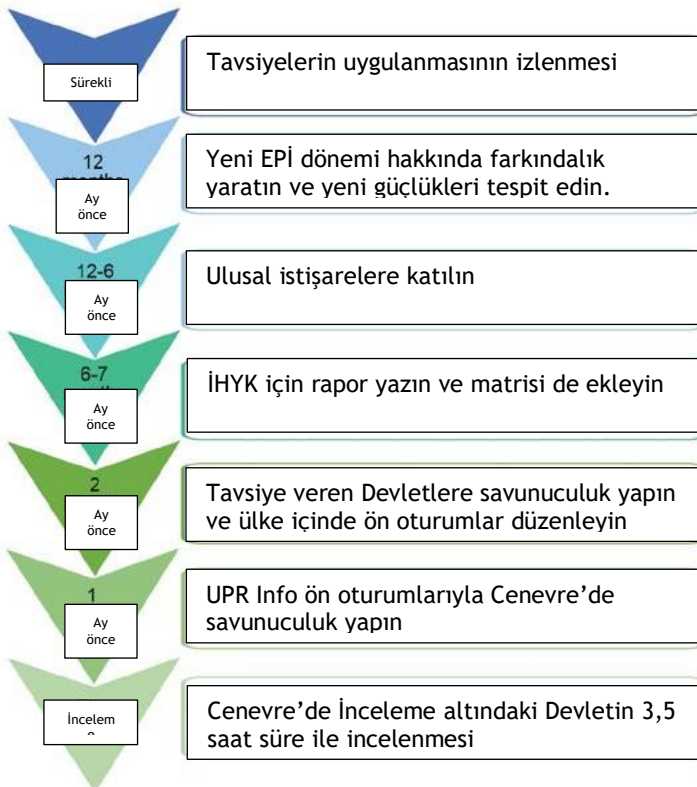 Sürekli
Tavsiyelerin uygulanmasının izlenmesi
12
Ay
önce
Yeni EPİ dönemi hakkında farkındalık
yaratın ve yeni güçlükleri tespit edin.
12-6
Ay
önce
Ulusal istişarelere katılın
6-7
Ay
önce
İHYK için rapor yazın ve matrisi de ekleyin
2
Ay
önce
Tavsiye veren Devletlere savunuculuk yapın
ve ülke içinde ön oturumlar düzenleyin
1
Ay
önce
UPR Info ön oturumlarıyla Cenevre’de
savunuculuk yapın
İncelem
Cenevre’de İnceleme altındaki Devletin 3,5
saat süre ile incelenmesi